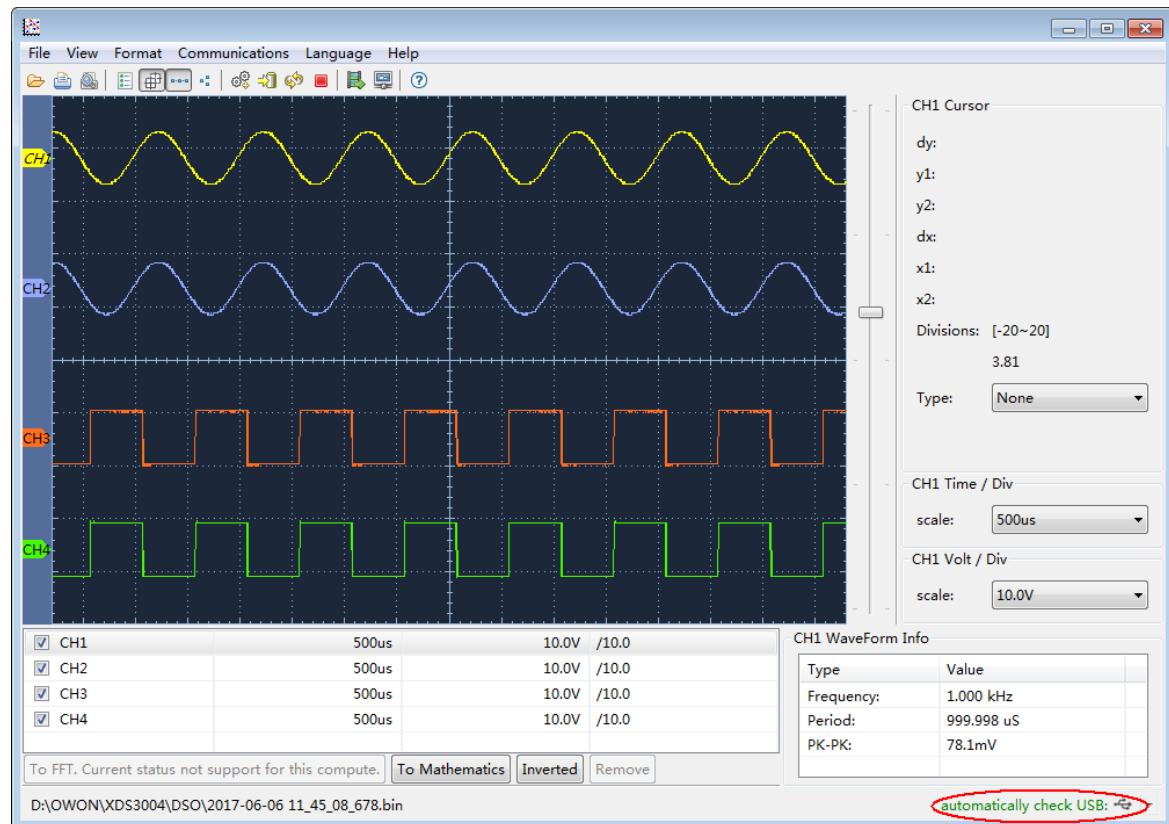 File View Format Communications Language Help
CH1
CH2
CH3
CH4
CH1 Cursor
dy:
y1:
y2:
dx:
x1:
x2:
Divisions: [-20~20]
3.81
Type: None
CH1 Time / Div
scale: 500us
CH1 Volt / Div
scale: 10.0V
CH1 500us 10.0V /10.0
CH2 500us 10.0V /10.0
CH3 500us 10.0V /10.0
CH4 500us 10.0V /10.0
To FFT. Current status not support for this compute. To Mathematics Inverted Remove
CH1 WaveForm Info
Type Value
Frequency: 1.000 kHz
Period: 999.998 uS
PK-PK: 78.1mV
D:\OWON\XDS3004\DSO\2017-06-06 11_45_08_678.bin
automatically check USB: